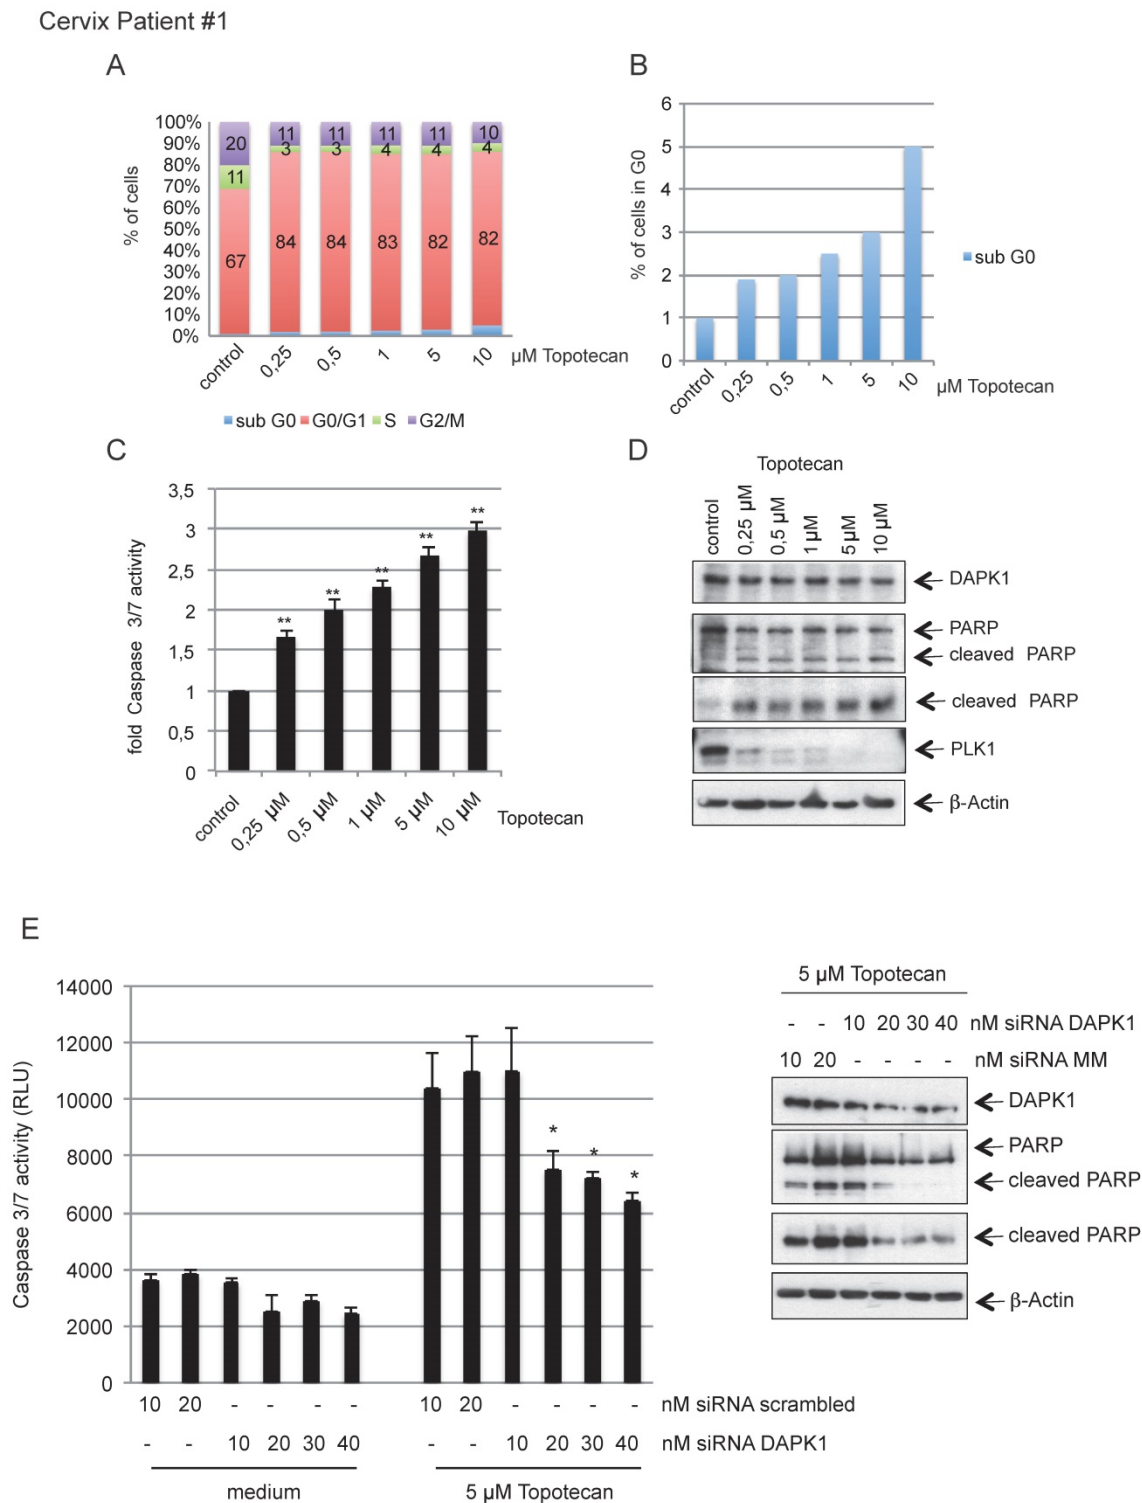 Cervix Patient #1
A
100%
90%
80%
70%
60%
50%
40%
30%
20%
10%
0%
% of cells
20 11 11 11 11 10
11 3 3 4 4 4
67 84 84 83 82 82
control 0,25 0,5 1 5 10 µM Topotecan
sub G0 G0/G1 S G2/M
B
6
5
4
3
2
1
0
% of cells in G0
sub G0
control 0,25 0,5 1 5 10 µM Topotecan
C
3,5
3
2,5
2
1,5
1
0,5
0
fold Caspase 3/7 activity
** ** ** ** **
control 0,25 µM 0,5 µM 1 µM 5 µM 10 µM Topotecan
D
Topotecan
control 0,25 µM 0,5 µM 1 µM 5 µM 10 µM
DAPK1
PARP
cleaved PARP
cleaved PARP
PLK1
β-Actin
E
14000
12000
10000
8000
6000
4000
2000
0
Caspase 3/7 activity (RLU)
* * *
10 20 - - - - 10 20 - - - - nM siRNA scrambled
- - 10 20 30 40 - - 10 20 30 40 nM siRNA DAPK1
medium 5 µM Topotecan
5 µM Topotecan
- - 10 20 30 40 nM siRNA DAPK1
10 20 - - - - nM siRNA MM
DAPK1
PARP
cleaved PARP
cleaved PARP
β-Actin